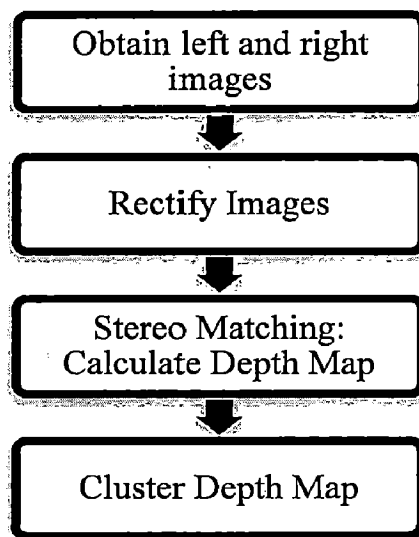 Obtain left and right
images
Rectify Images
Stereo Matching:
Calculate Depth Map
Cluster Depth Map